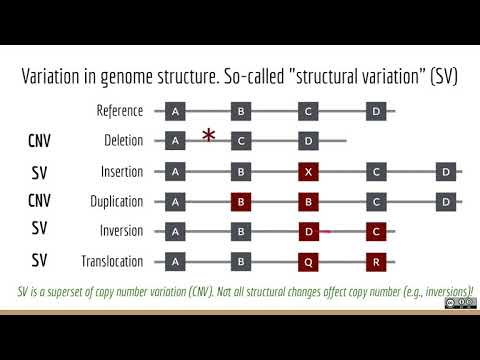 Variation in genome structure. So-called "structural variation” (SV)
Reference A B C D
CNV Deletion A * C D
SV Insertion A B X C D
CNV Duplication A B B C D
SV Inversion A B D C
SV Translocation A B Q R
SV is a superset of copy number variation (CNV). Not all structural changes affect copy number (e.g., inversions)!